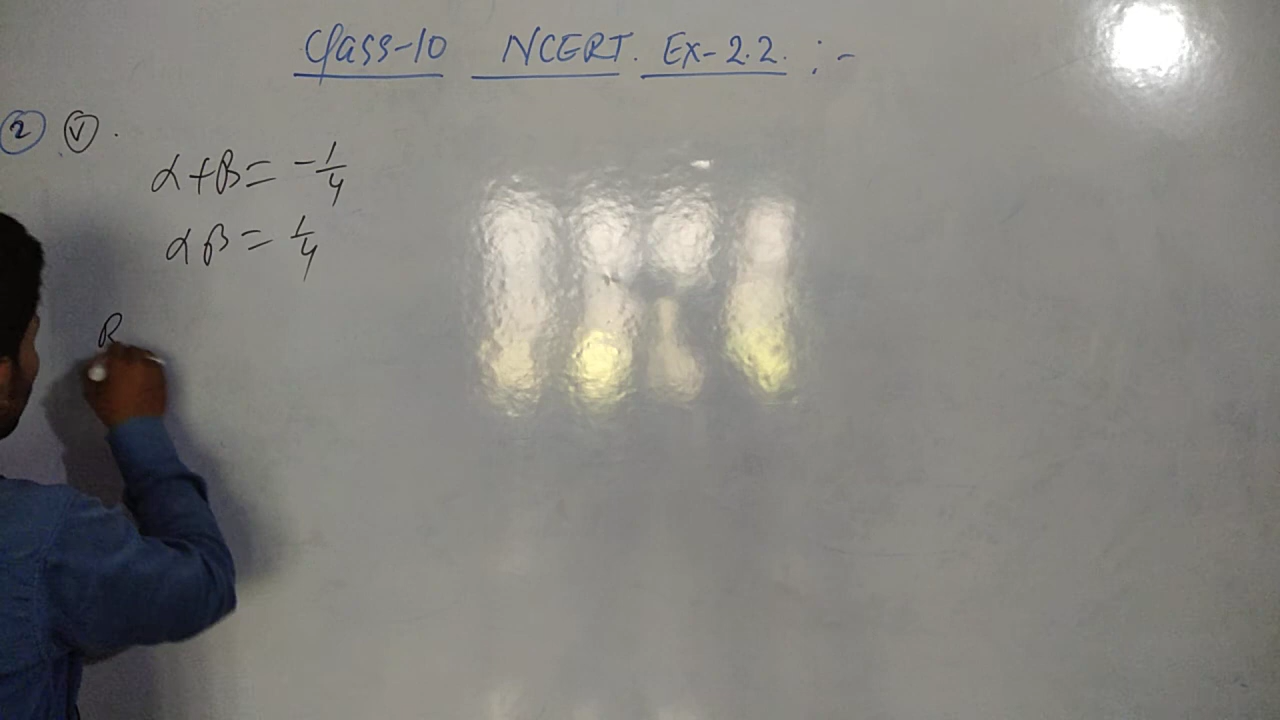 Class-10 NCERT. Ex-2.2. :-
2 v .
α+β= -1/4
αβ = 1/4
R